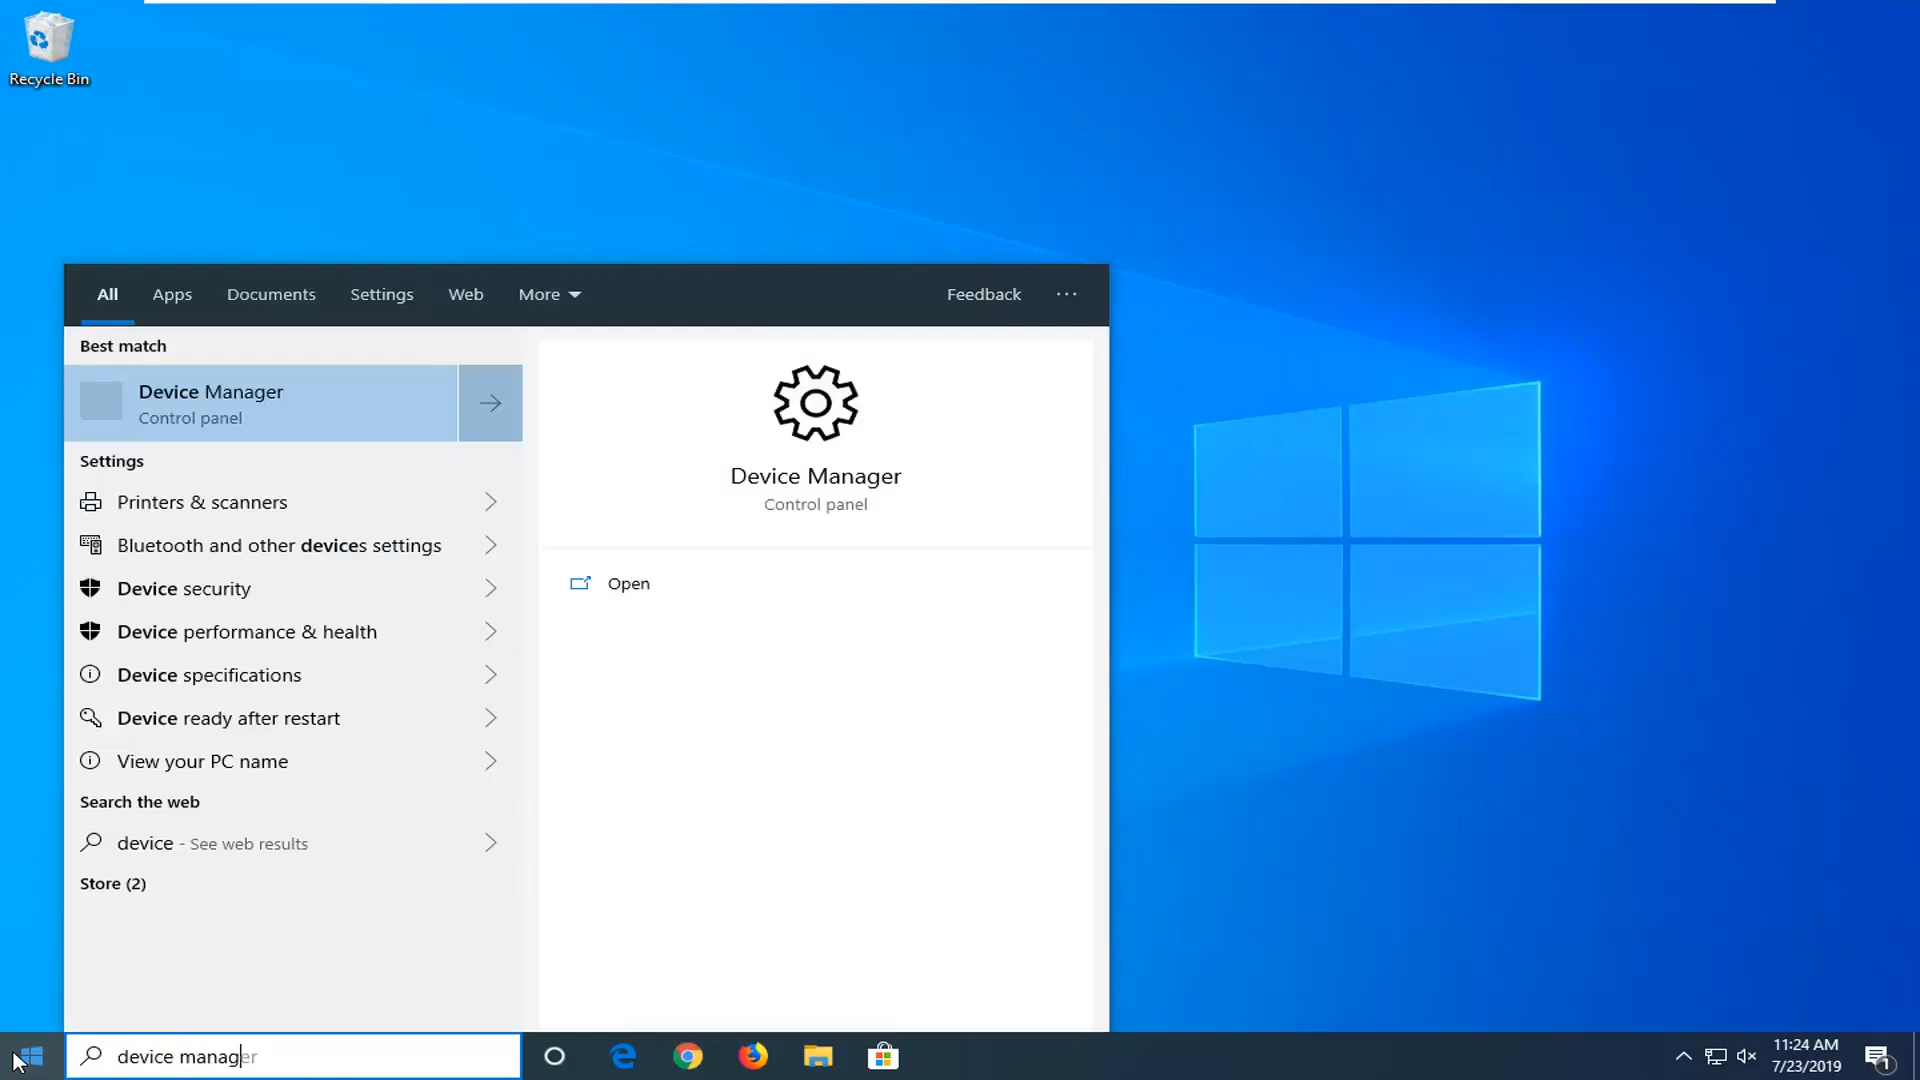 Recycle Bin
All Apps Documents Settings Web More Feedback ...
Best match
Device Manager
Control panel
Settings
Printers & scanners
Bluetooth and other devices settings
Device security
Device performance & health
Device specifications
Device ready after restart
View your PC name
Search the web
device - See web results
Store (2)
Device Manager
Control panel
Open
device manager
11:24 AM
7/23/2019
1